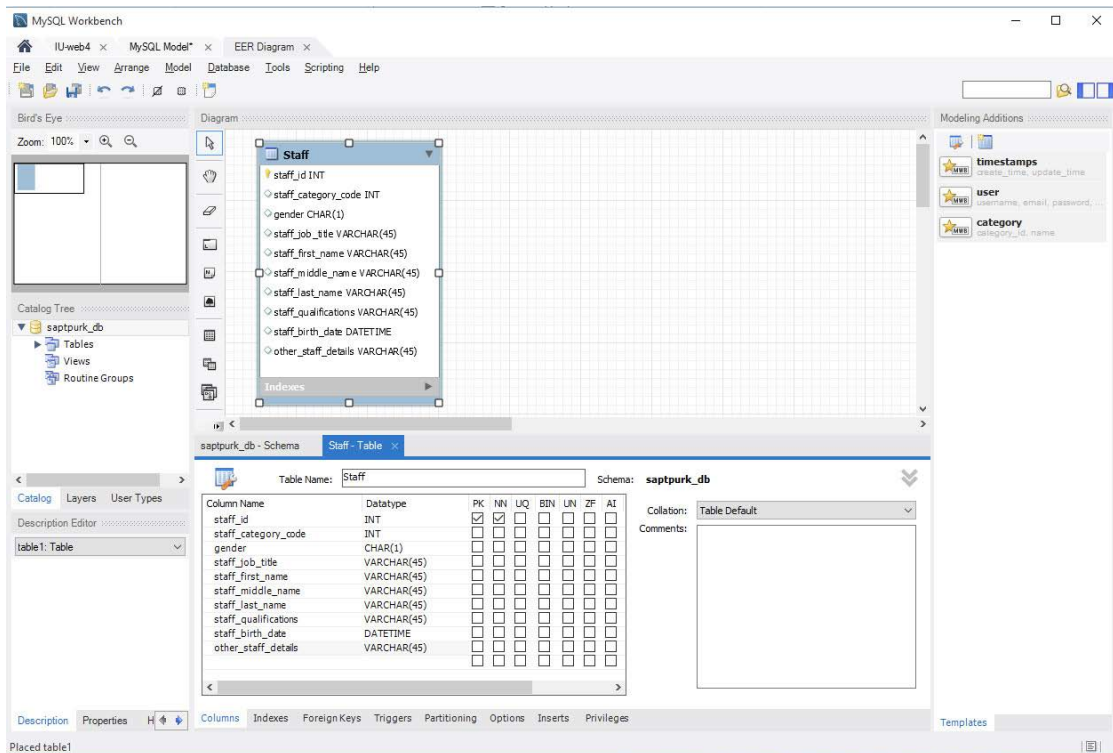 MySQL Workbench
IU-web4 MySQL Model* EER Diagram
File Edit View Arrange Model Database Tools Scripting Help
Bird's Eye
Zoom: 100%
Diagram
Modeling Additions
Staff
staff_id INT
staff_category_code INT
gender CHAR(1)
staff_job_title VARCHAR(45)
staff_first_name VARCHAR(45)
staff_middle_name VARCHAR(45)
staff_last_name VARCHAR(45)
staff_qualifications VARCHAR(45)
staff_birth_date DATETIME
other_staff_details VARCHAR(45)
Indexes
timestamps
create_time, update_time
user
username, email, password, ...
category
category_id, name
Catalog Tree
saptpurk_db
Tables
Views
Routine Groups
Catalog Layers User Types
Description Editor
table1: Table
Description Properties H
saptpurk_db - Schema Staff - Table
Table Name: Staff Schema: saptpurk_db
Column Name Datatype PK NN UQ BIN UN ZF AI
staff_id INT
staff_category_code INT
gender CHAR(1)
staff_job_title VARCHAR(45)
staff_first_name VARCHAR(45)
staff_middle_name VARCHAR(45)
staff_last_name VARCHAR(45)
staff_qualifications VARCHAR(45)
staff_birth_date DATETIME
other_staff_details VARCHAR(45)
Collation: Table Default
Comments:
Columns Indexes Foreign Keys Triggers Partitioning Options Inserts Privileges
Templates
Placed table1